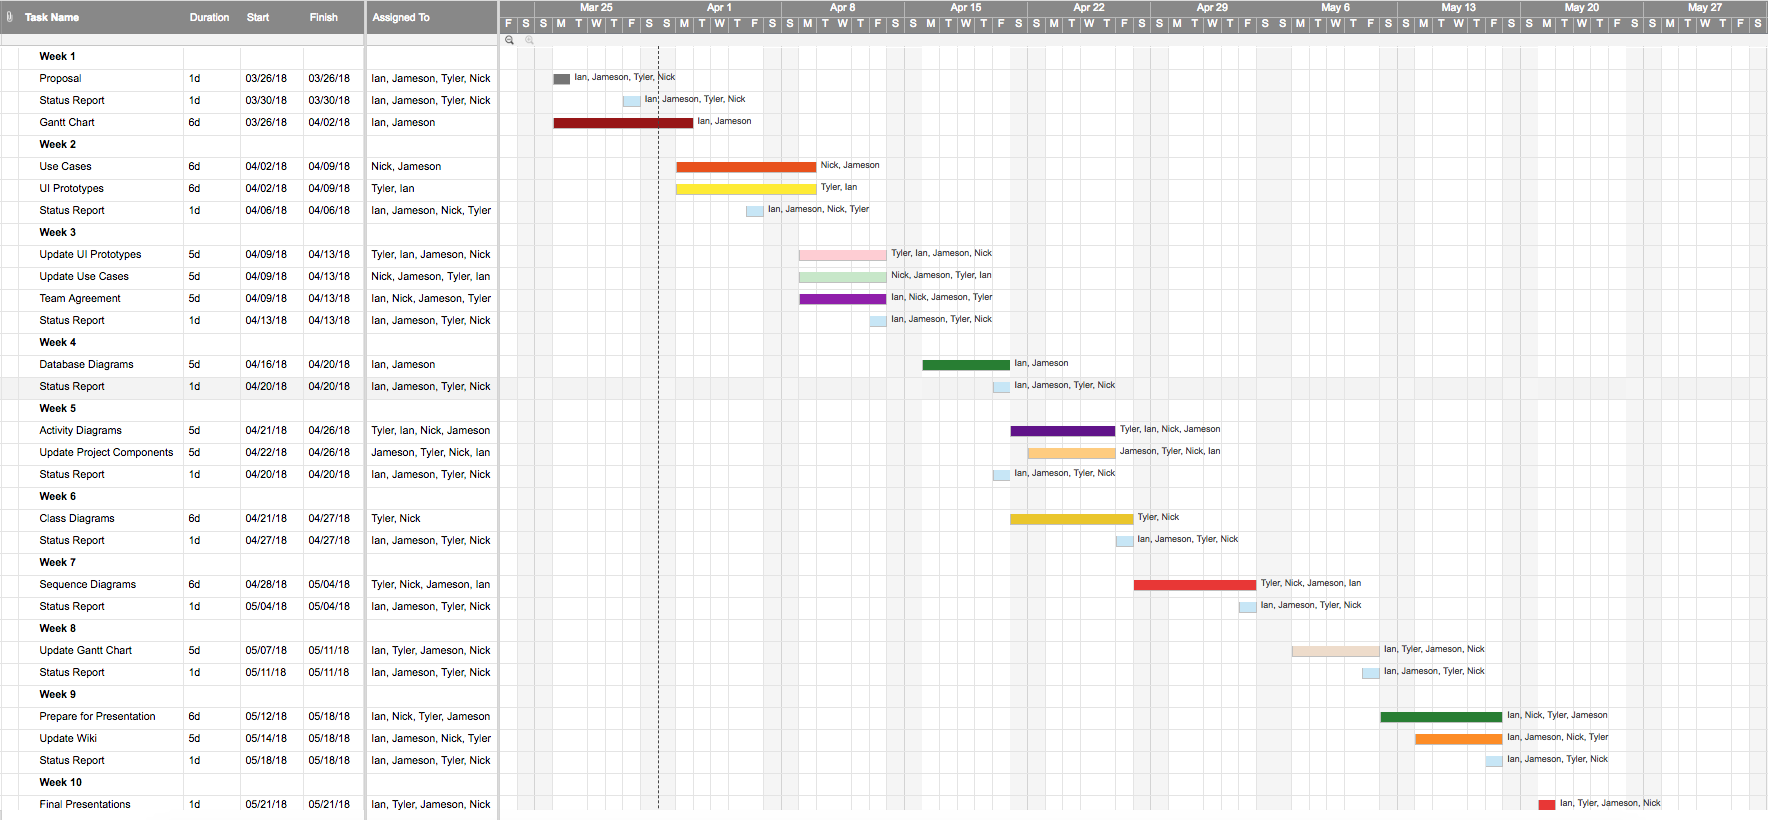 Task Name Duration Start Finish Assigned To Mar 25 Apr 1 Apr 8 Apr 15 Apr 22 Apr 29 May 6 May 13 May 20 May 27
F S S M T W T F S S M T W T F S S M T W T F S S M T W T F S S M T W T F S S M T W T F S S M T W T F S S M T W T F S S M T W T F S S M T W T F S
Week 1
Proposal 1d 03/26/18 03/26/18 Ian, Jameson, Tyler, Nick Ian, Jameson, Tyler, Nick
Status Report 1d 03/30/18 03/30/18 Ian, Jameson, Tyler, Nick Ian, Jameson, Tyler, Nick
Gantt Chart 6d 03/26/18 04/02/18 Ian, Jameson Ian, Jameson
Week 2
Use Cases 6d 04/02/18 04/09/18 Nick, Jameson Nick, Jameson
UI Prototypes 6d 04/02/18 04/09/18 Tyler, Ian Tyler, Ian
Status Report 1d 04/06/18 04/06/18 Ian, Jameson, Nick, Tyler Ian, Jameson, Nick, Tyler
Week 3
Update UI Prototypes 5d 04/09/18 04/13/18 Tyler, Ian, Jameson, Nick Tyler, Ian, Jameson, Nick
Update Use Cases 5d 04/09/18 04/13/18 Nick, Jameson, Tyler, Ian Nick, Jameson, Tyler, Ian
Team Agreement 5d 04/09/18 04/13/18 Ian, Nick, Jameson, Tyler Ian, Nick, Jameson, Tyler
Status Report 1d 04/13/18 04/13/18 Ian, Jameson, Tyler, Nick Ian, Jameson, Tyler, Nick
Week 4
Database Diagrams 5d 04/16/18 04/20/18 Ian, Jameson Ian, Jameson
Status Report 1d 04/20/18 04/20/18 Ian, Jameson, Tyler, Nick Ian, Jameson, Tyler, Nick
Week 5
Activity Diagrams 5d 04/21/18 04/26/18 Tyler, Ian, Nick, Jameson Tyler, Ian, Nick, Jameson
Update Project Components 5d 04/22/18 04/26/18 Jameson, Tyler, Nick, Ian Jameson, Tyler, Nick, Ian
Status Report 1d 04/20/18 04/20/18 Ian, Jameson, Tyler, Nick Ian, Jameson, Tyler, Nick
Week 6
Class Diagrams 6d 04/21/18 04/27/18 Tyler, Nick Tyler, Nick
Status Report 1d 04/27/18 04/27/18 Ian, Jameson, Tyler, Nick Ian, Jameson, Tyler, Nick
Week 7
Sequence Diagrams 6d 04/28/18 05/04/18 Tyler, Nick, Jameson, Ian Tyler, Nick, Jameson, Ian
Status Report 1d 05/04/18 05/04/18 Ian, Jameson, Tyler, Nick Ian, Jameson, Tyler, Nick
Week 8
Update Gantt Chart 5d 05/07/18 05/11/18 Ian, Tyler, Jameson, Nick Ian, Tyler, Jameson, Nick
Status Report 1d 05/11/18 05/11/18 Ian, Jameson, Tyler, Nick Ian, Jameson, Tyler, Nick
Week 9
Prepare for Presentation 6d 05/12/18 05/18/18 Ian, Nick, Tyler, Jameson Ian, Nick, Tyler, Jameson
Update Wiki 5d 05/14/18 05/18/18 Ian, Jameson, Nick, Tyler Ian, Jameson, Nick, Tyler
Status Report 1d 05/18/18 05/18/18 Ian, Jameson, Tyler, Nick Ian, Jameson, Tyler, Nick
Week 10
Final Presentations 1d 05/21/18 05/21/18 Ian, Tyler, Jameson, Nick Ian, Tyler, Jameson, Nick